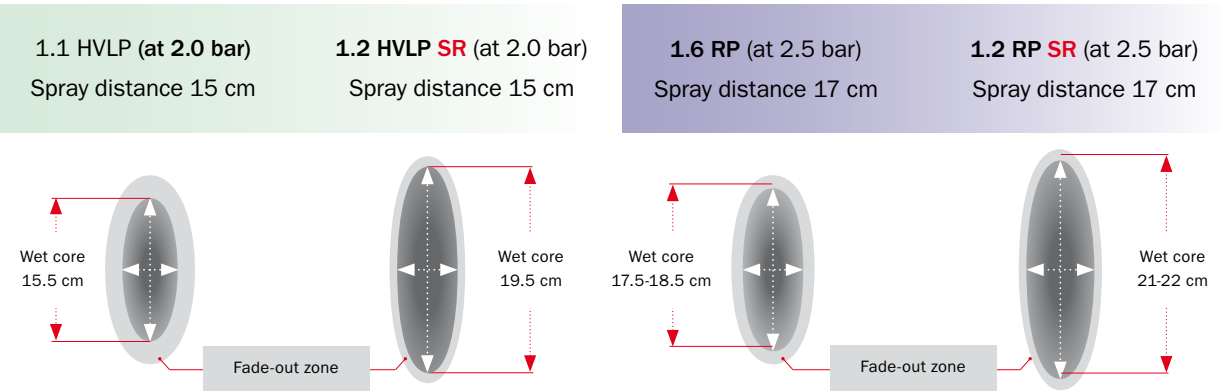 1.1 HVLP (at 2.0 bar)
Spray distance 15 cm
1.2 HVLP SR (at 2.0 bar)
Spray distance 15 cm
1.6 RP (at 2.5 bar)
Spray distance 17 cm
1.2 RP SR (at 2.5 bar)
Spray distance 17 cm
Wet core
15.5 cm
Wet core
19.5 cm
Wet core
17.5-18.5 cm
Wet core
21-22 cm
Fade-out zone
Fade-out zone